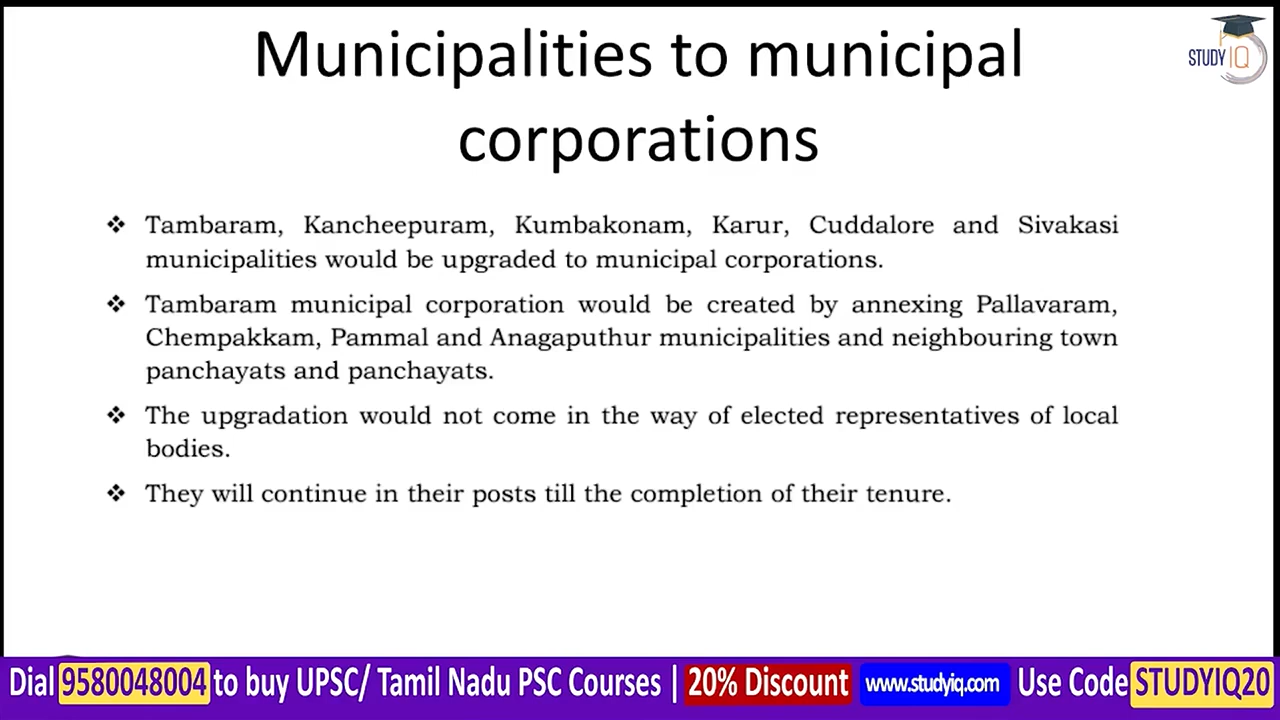 Municipalities to municipal
corporations
STUDY IQ
❖ Tambaram, Kancheepuram, Kumbakonam, Karur, Cuddalore and Sivakasi
municipalities would be upgraded to municipal corporations.
❖ Tambaram municipal corporation would be created by annexing Pallavaram,
Chempakkam, Pammal and Anagaputhur municipalities and neighbouring town
panchayats and panchayats.
❖ The upgradation would not come in the way of elected representatives of local
bodies.
❖ They will continue in their posts till the completion of their tenure.
Dial 9580048004 to buy UPSC/ Tamil Nadu PSC Courses | 20% Discount www.studyiq.com Use Code STUDYIQ20